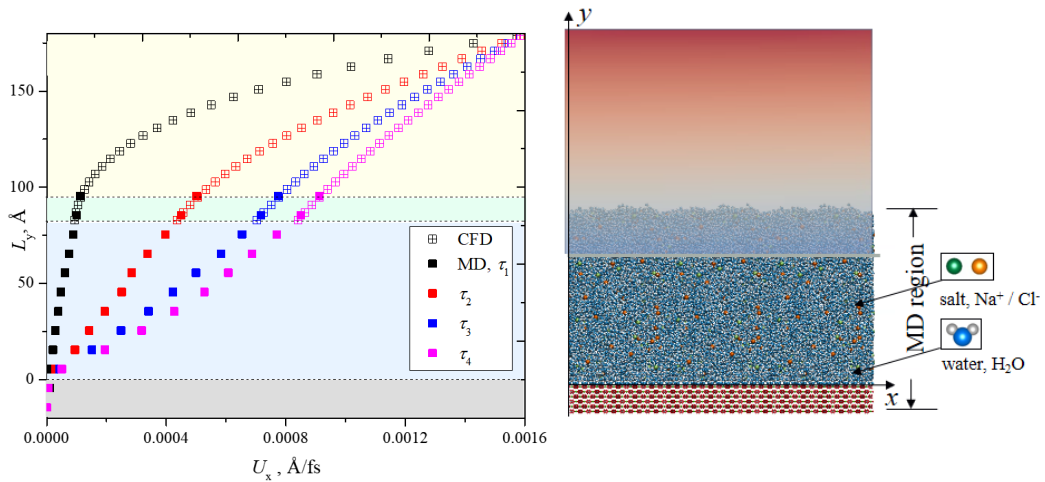 150
100
50
0
L_y, Å
0.0000
0.0004
0.0008
0.0012
0.0016
U_x , Å/fs
CFD
MD, τ₁
τ₂
τ₃
τ₄
y
x
MD region
salt, Na⁺ / Cl⁻
water, H₂O